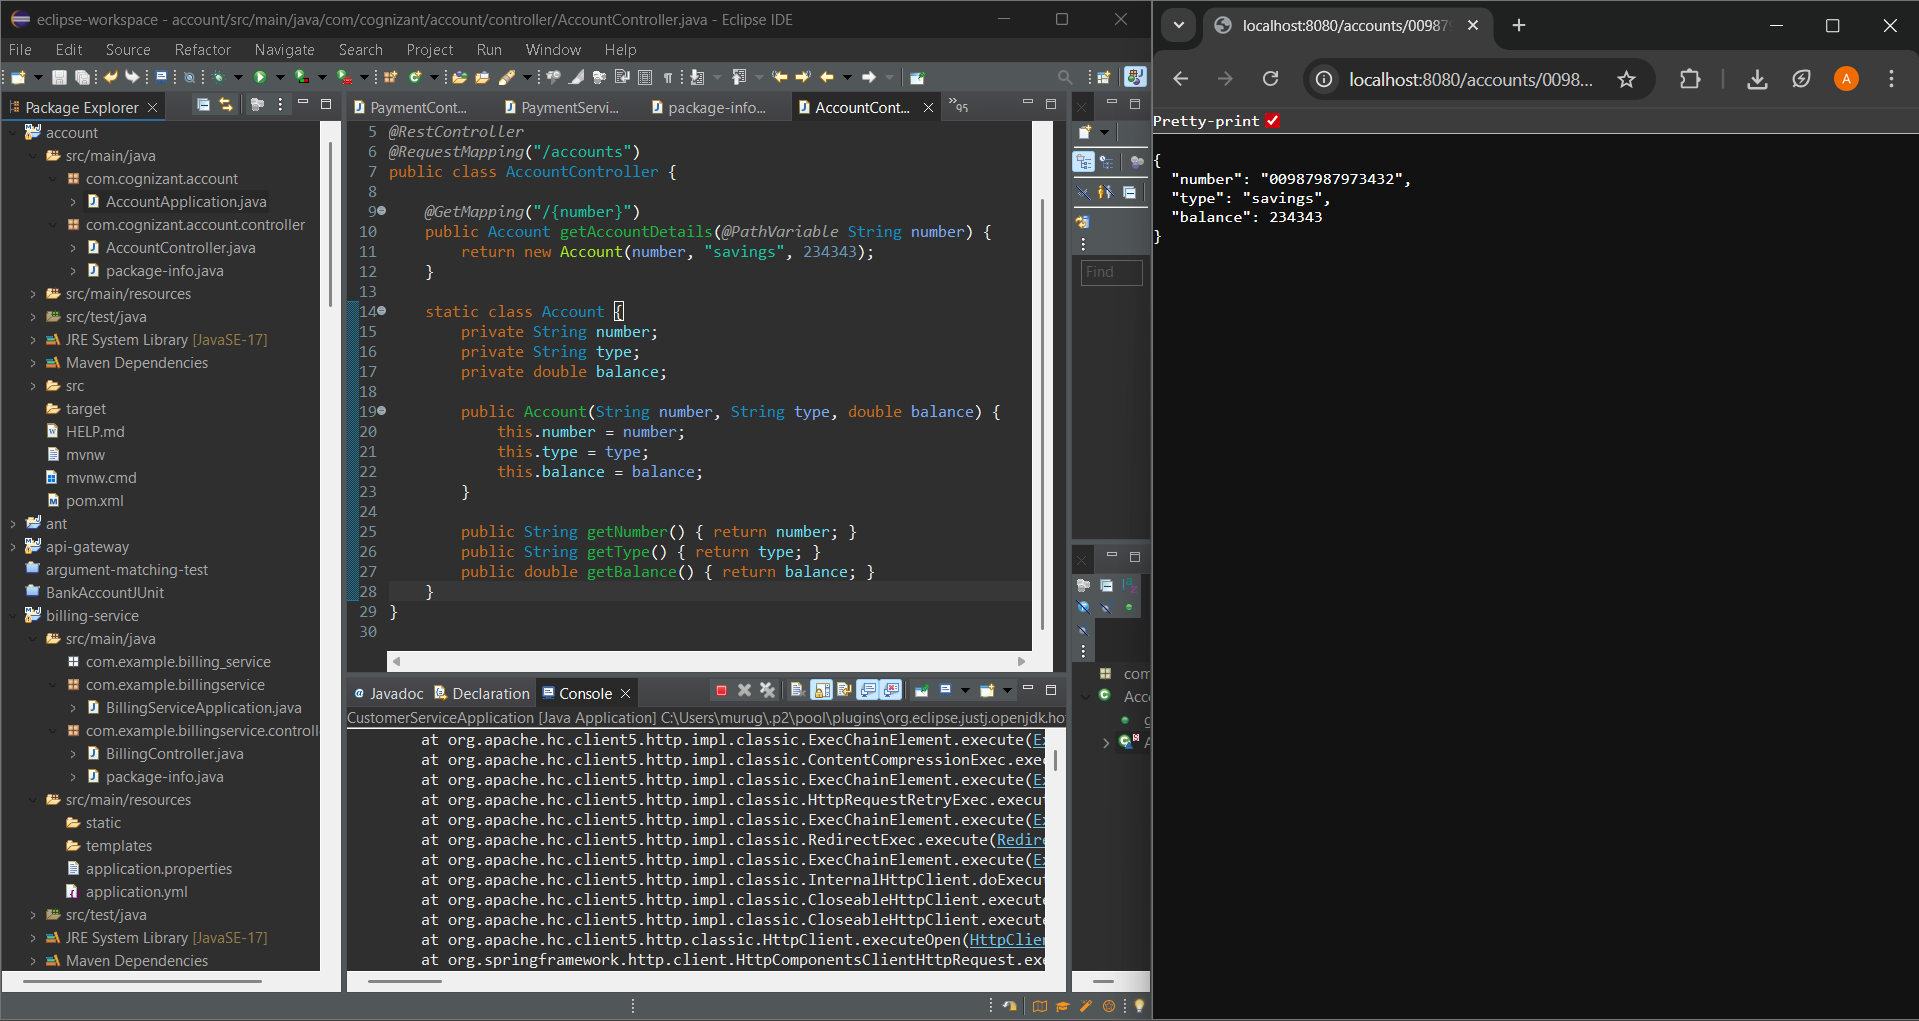 eclipse-workspace - account/src/main/java/com/cognizant/account/controller/AccountController.java - Eclipse IDE
File Edit Source Refactor Navigate Search Project Run Window Help
Package Explorer
account
src/main/java
com.cognizant.account
AccountApplication.java
com.cognizant.account.controller
AccountController.java
package-info.java
src/main/resources
src/test/java
JRE System Library [JavaSE-17]
Maven Dependencies
src
target
HELP.md
mvnw
mvnw.cmd
pom.xml
ant
api-gateway
argument-matching-test
BankAccountJUnit
billing-service
src/main/java
com.example.billing_service
com.example.billingservice
BillingServiceApplication.java
com.example.billingservice.controll
BillingController.java
package-info.java
src/main/resources
static
templates
application.properties
application.yml
src/test/java
JRE System Library [JavaSE-17]
Maven Dependencies
PaymentCont... PaymentServi... package-info... AccountCont... »95
5 @RestController
6 @RequestMapping("/accounts")
7 public class AccountController {
8
9 @GetMapping("/{number}")
10 public Account getAccountDetails(@PathVariable String number) {
11 return new Account(number, "savings", 234343);
12 }
13
14 static class Account {
15 private String number;
16 private String type;
17 private double balance;
18
19 public Account(String number, String type, double balance) {
20 this.number = number;
21 this.type = type;
22 this.balance = balance;
23 }
24
25 public String getNumber() { return number; }
26 public String getType() { return type; }
27 public double getBalance() { return balance; }
28 }
29 }
30
Javadoc Declaration Console
CustomerServiceApplication [Java Application] C:\Users\murug\.p2\pool\plugins\org.eclipse.justj.openjdk.ho
at org.apache.hc.client5.http.impl.classic.ExecChainElement.execute(Ex
at org.apache.hc.client5.http.impl.classic.ContentCompressionExec.exec
at org.apache.hc.client5.http.impl.classic.ExecChainElement.execute(Ex
at org.apache.hc.client5.http.impl.classic.HttpRequestRetryExec.execut
at org.apache.hc.client5.http.impl.classic.ExecChainElement.execute(Ex
at org.apache.hc.client5.http.impl.classic.RedirectExec.execute(Redire
at org.apache.hc.client5.http.impl.classic.ExecChainElement.execute(Ex
at org.apache.hc.client5.http.impl.classic.InternalHttpClient.doExecut
at org.apache.hc.client5.http.impl.classic.CloseableHttpClient.execute
at org.apache.hc.client5.http.impl.classic.CloseableHttpClient.execute
at org.apache.hc.client5.http.classic.HttpClient.executeOpen(HttpClien
at org.springframework.http.client.HttpComponentsClientHttpRequest.exe
Find
com
Acc
g
A
localhost:8080/accounts/00987
localhost:8080/accounts/0098...
A
Pretty-print
{
"number": "00987987973432",
"type": "savings",
"balance": 234343
}